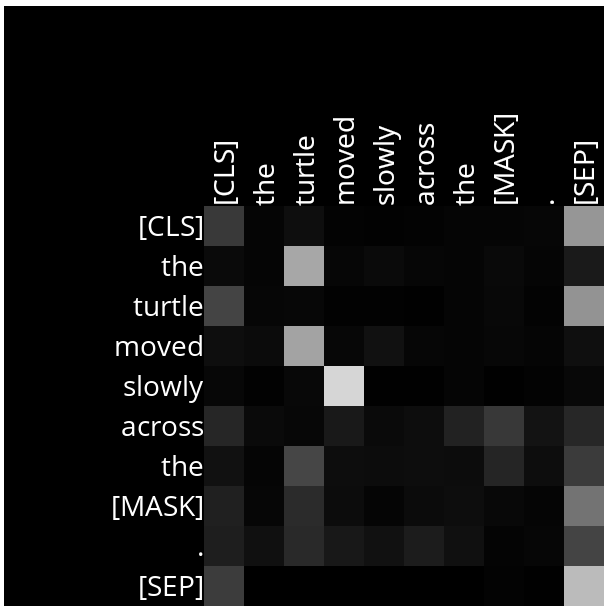 [CLS] the turtle moved slowly across the [MASK] . [SEP]
[CLS]
the
turtle
moved
slowly
across
the
[MASK]
.
[SEP]